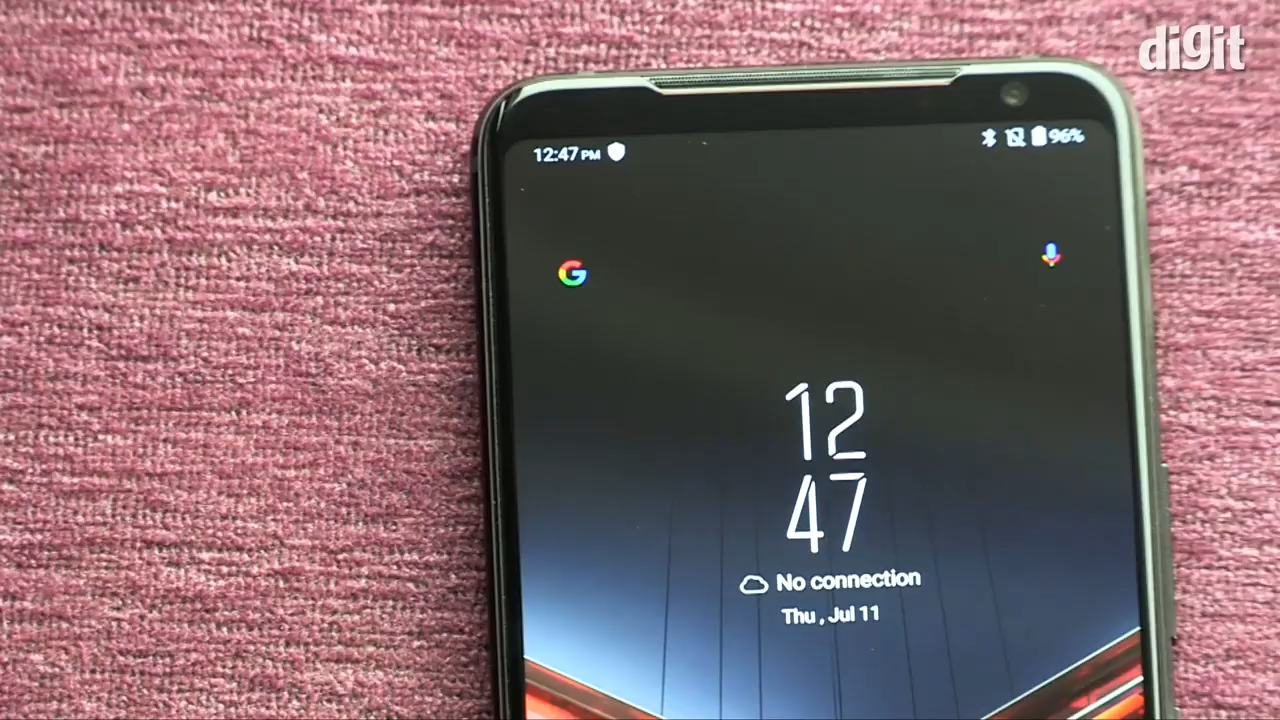 digit
12:47 PM
96%
G
12
47
No connection
Thu , Jul 11